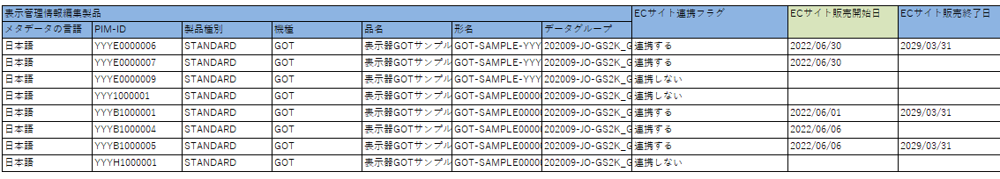 表示管理情報編集製品 ECサイト連携フラグ ECサイト販売開始日 ECサイト販売終了日
メタデータの言語 PIM-ID 製品種別 機種 品名 形名 データグループ
日本語 YYYE0000006 STANDARD GOT 表示器GOTサンプル GOT-SAMPLE-YYY 202009-JO-GS2K_G 連携する 2022/06/30 2029/03/31
日本語 YYYE0000007 STANDARD GOT 表示器GOTサンプル GOT-SAMPLE-YYY 202009-JO-GS2K_G 連携する 2022/06/30
日本語 YYYE0000009 STANDARD GOT 表示器GOTサンプル GOT-SAMPLE-YYY 202009-JO-GS2K_G 連携しない
日本語 YYY1000001 STANDARD GOT 表示器GOTサンプル GOT-SAMPLE0000 202009-JO-GS2K_G 連携しない
日本語 YYYB1000001 STANDARD GOT 表示器GOTサンプル GOT-SAMPLE0000 202009-JO-GS2K_G 連携する 2022/06/01 2029/03/31
日本語 YYYB1000004 STANDARD GOT 表示器GOTサンプル GOT-SAMPLE0000 202009-JO-GS2K_G 連携する 2022/06/06
日本語 YYYB1000005 STANDARD GOT 表示器GOTサンプル GOT-SAMPLE0000 202009-JO-GS2K_G 連携する 2022/06/06 2029/03/31
日本語 YYYH1000001 STANDARD GOT 表示器GOTサンプル GOT-SAMPLE0000 202009-JO-GS2K_G 連携しない